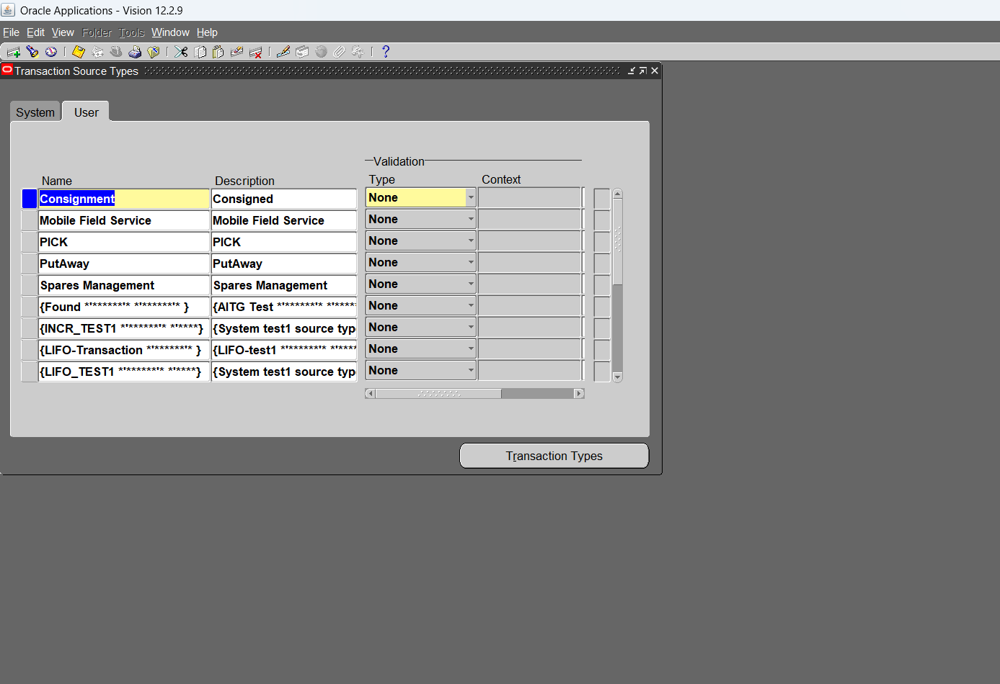 Oracle Applications - Vision 12.2.9
File Edit View Folder Tools Window Help
Transaction Source Types
System User
Validation
Name Description Type Context
Consignment Consigned None
Mobile Field Service Mobile Field Service None
PICK PICK None
PutAway PutAway None
Spares Management Spares Management None
{Found *'******'* *'******'* } {AITG Test *'******'* *'**** None
{INCR_TEST1 *'******'* *'****} {System test1 source typ None
{LIFO-Transaction *'******'* } {LIFO-test1 *'******'* *'**** None
{LIFO_TEST1 *'******'* *'****} {System test1 source typ None
Transaction Types